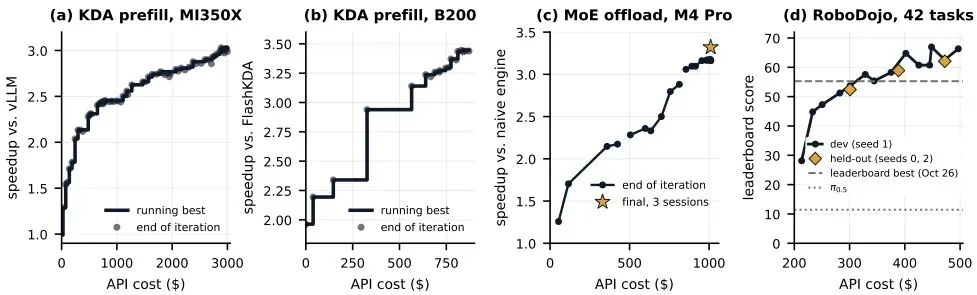 (a) KDA prefill, MI350X
speedup vs. vLLM
3.0
2.5
2.0
1.5
1.0
running best
end of iteration
0 1000 2000 3000
API cost ($)
(b) KDA prefill, B200
speedup vs. FlashKDA
3.50
3.25
3.00
2.75
2.50
2.25
2.00
running best
end of iteration
0 250 500 750
API cost ($)
(c) MoE offload, M4 Pro
speedup vs. naive engine
3.5
3.0
2.5
2.0
1.5
1.0
end of iteration
final, 3 sessions
0 500 1000
API cost ($)
(d) RoboDojo, 42 tasks
leaderboard score
70
60
50
40
30
20
10
0
dev (seed 1)
held-out (seeds 0, 2)
leaderboard best (Oct 26)
π0.5
200 300 400 500
API cost ($)